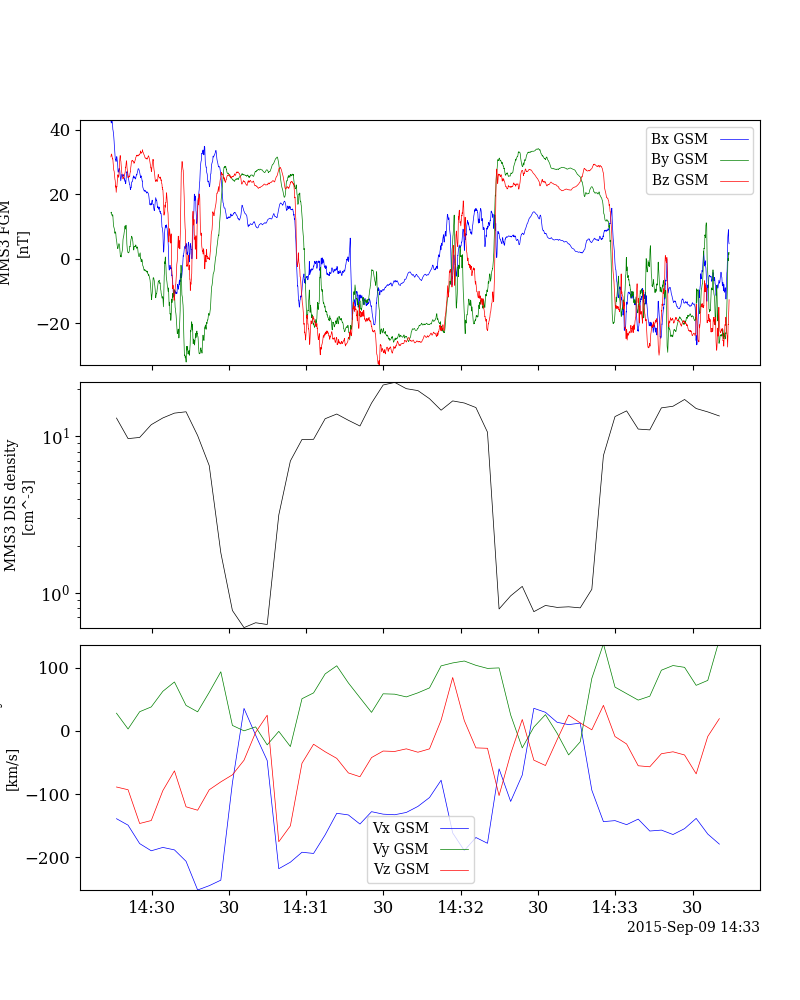 40
20
0
−20
MMS3 FGM
[nT]
Bx GSM
By GSM
Bz GSM
10^1
10^0
MMS3 DIS density
[cm^-3]
100
0
−100
−200
[km/s]
Vx GSM
Vy GSM
Vz GSM
14:30 30 14:31 30 14:32 30 14:33 30
2015-Sep-09 14:33